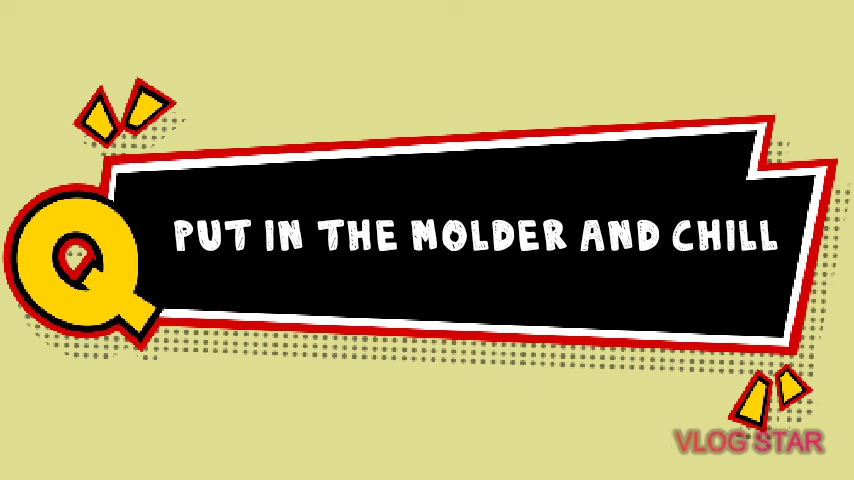 Q
PUT IN THE MOLDER AND CHILL
VLOG STAR